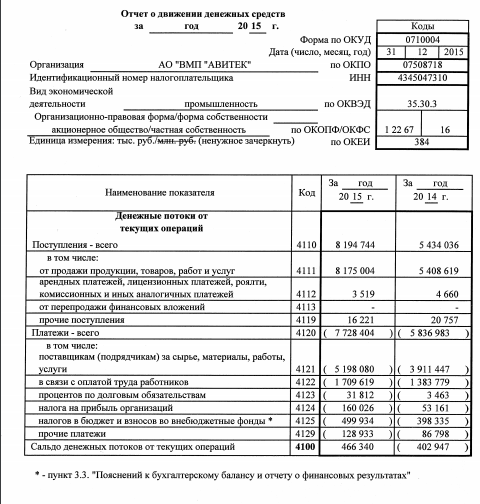 Отчет о движении денежных средств
за год 20 15 г.
Коды
Форма по ОКУД 0710004
Дата (число, месяц, год) 31 12 2015
Организация АО "ВМП "АВИТЕК" по ОКПО 07508718
Идентификационный номер налогоплательщика ИНН 4345047310
Вид экономической
деятельности промышленность по ОКВЭД 35.30.3
Организационно-правовая форма/форма собственности
акционерное общество/частная собственность по ОКОПФ/ОКФС 1 22 67 16
Единица измерения: тыс. руб./млн. руб. (ненужное зачеркнуть) по ОКЕИ 384
Наименование показателя Код За год 20 15 г. За год 20 14 г.
Денежные потоки от
текущих операций
Поступления - всего 4110 8 194 744 5 434 036
в том числе:
от продажи продукции, товаров, работ и услуг 4111 8 175 004 5 408 619
арендных платежей, лицензионных платежей, роялти,
комиссионных и иных аналогичных платежей 4112 3 519 4 660
от перепродажи финансовых вложений 4113 - -
прочие поступления 4119 16 221 20 757
Платежи - всего 4120 ( 7 728 404 ) ( 5 836 983 )
в том числе:
поставщикам (подрядчикам) за сырье, материалы, работы,
услуги 4121 ( 5 198 080 ) ( 3 911 447 )
в связи с оплатой труда работников 4122 ( 1 709 619 ) ( 1 383 779 )
процентов по долговым обязательствам 4123 ( 31 812 ) ( 3 463 )
налога на прибыль организаций 4124 ( 160 026 ) ( 53 161 )
налогов в бюджет и взносов во внебюджетные фонды * 4125 ( 499 934 ) ( 398 335 )
прочие платежи 4129 ( 128 933 ) ( 86 798 )
Сальдо денежных потоков от текущих операций 4100 466 340 ( 402 947 )
* - пункт 3.3. "Пояснений к бухгалтерскому балансу и отчету о финансовых результатах"